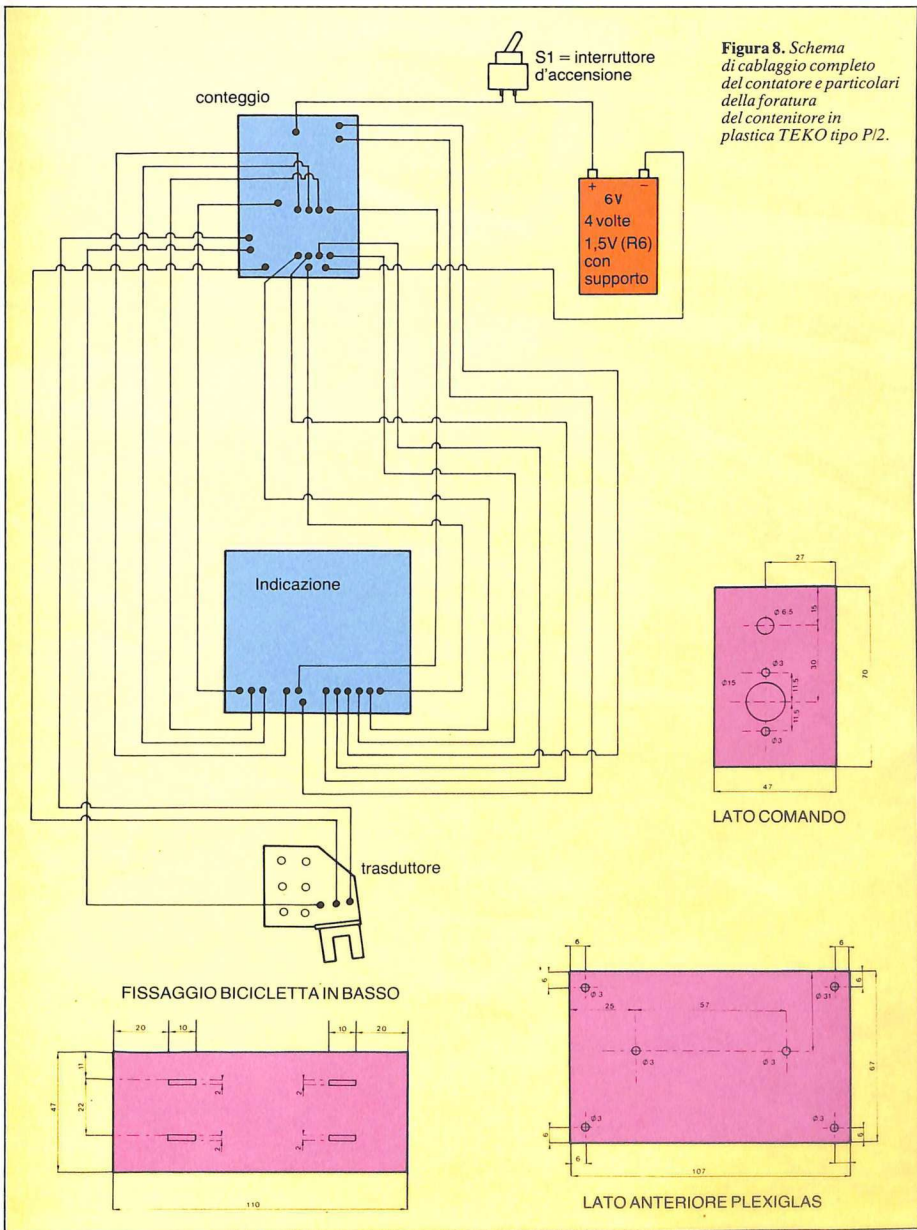 Figura 8. Schema
di cablaggio completo
del contatore e particolari
della foratura
del contenitore in
plastica TEKO tipo P/2.
S1 = interruttore
d'accensione
conteggio
+ −
6V
4 volte
1,5V (R6)
con
supporto
Indicazione
27
15
Ø 6.5
30
70
Ø3
Ø15
11,5
11,5
Ø3
47
LATO COMANDO
trasduttore
FISSAGGIO BICICLETTA IN BASSO
20 10 10 20
11
2 2
47
22
2 2
110
6 6
6 6
Ø 3 Ø 31
25 57
Ø3 Ø3
67
Ø3 Ø3
6 6
6
107
LATO ANTERIORE PLEXIGLAS